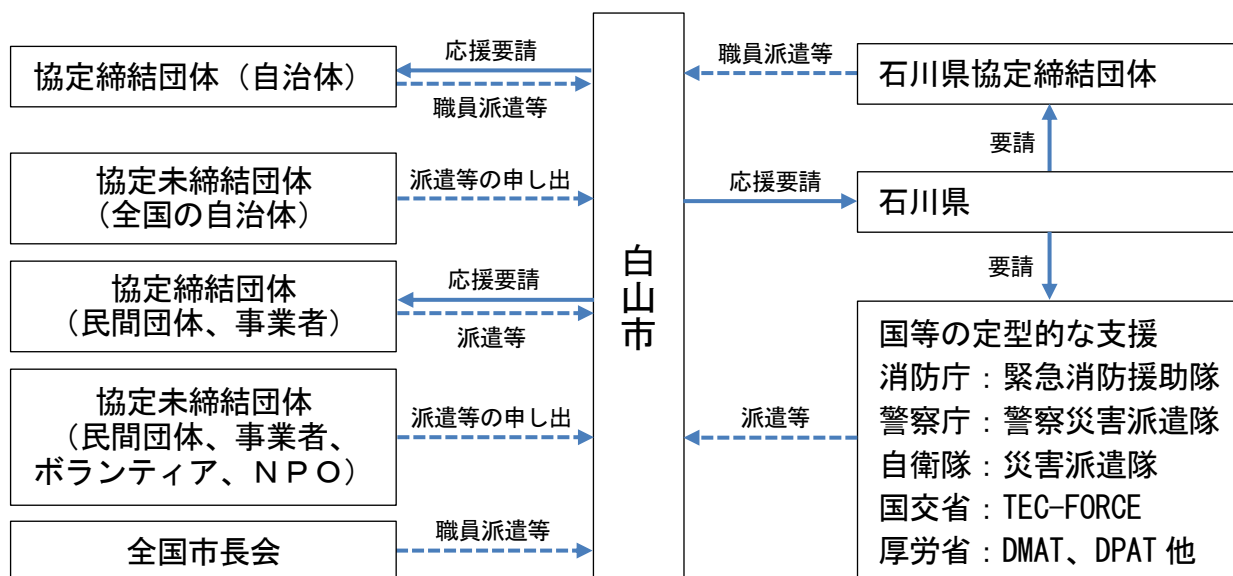 協定締結団体（自治体）
応援要請
職員派遣等
協定未締結団体
（全国の自治体）
派遣等の申し出
協定締結団体
（民間団体、事業者）
応援要請
派遣等
協定未締結団体
（民間団体、事業者、
ボランティア、ＮＰＯ）
派遣等の申し出
全国市長会
職員派遣等
白山市
職員派遣等
石川県協定締結団体
要請
応援要請
石川県
要請
派遣等
国等の定型的な支援
消防庁：緊急消防援助隊
警察庁：警察災害派遣隊
自衛隊：災害派遣隊
国交省：TEC-FORCE
厚労省：DMAT、DPAT 他